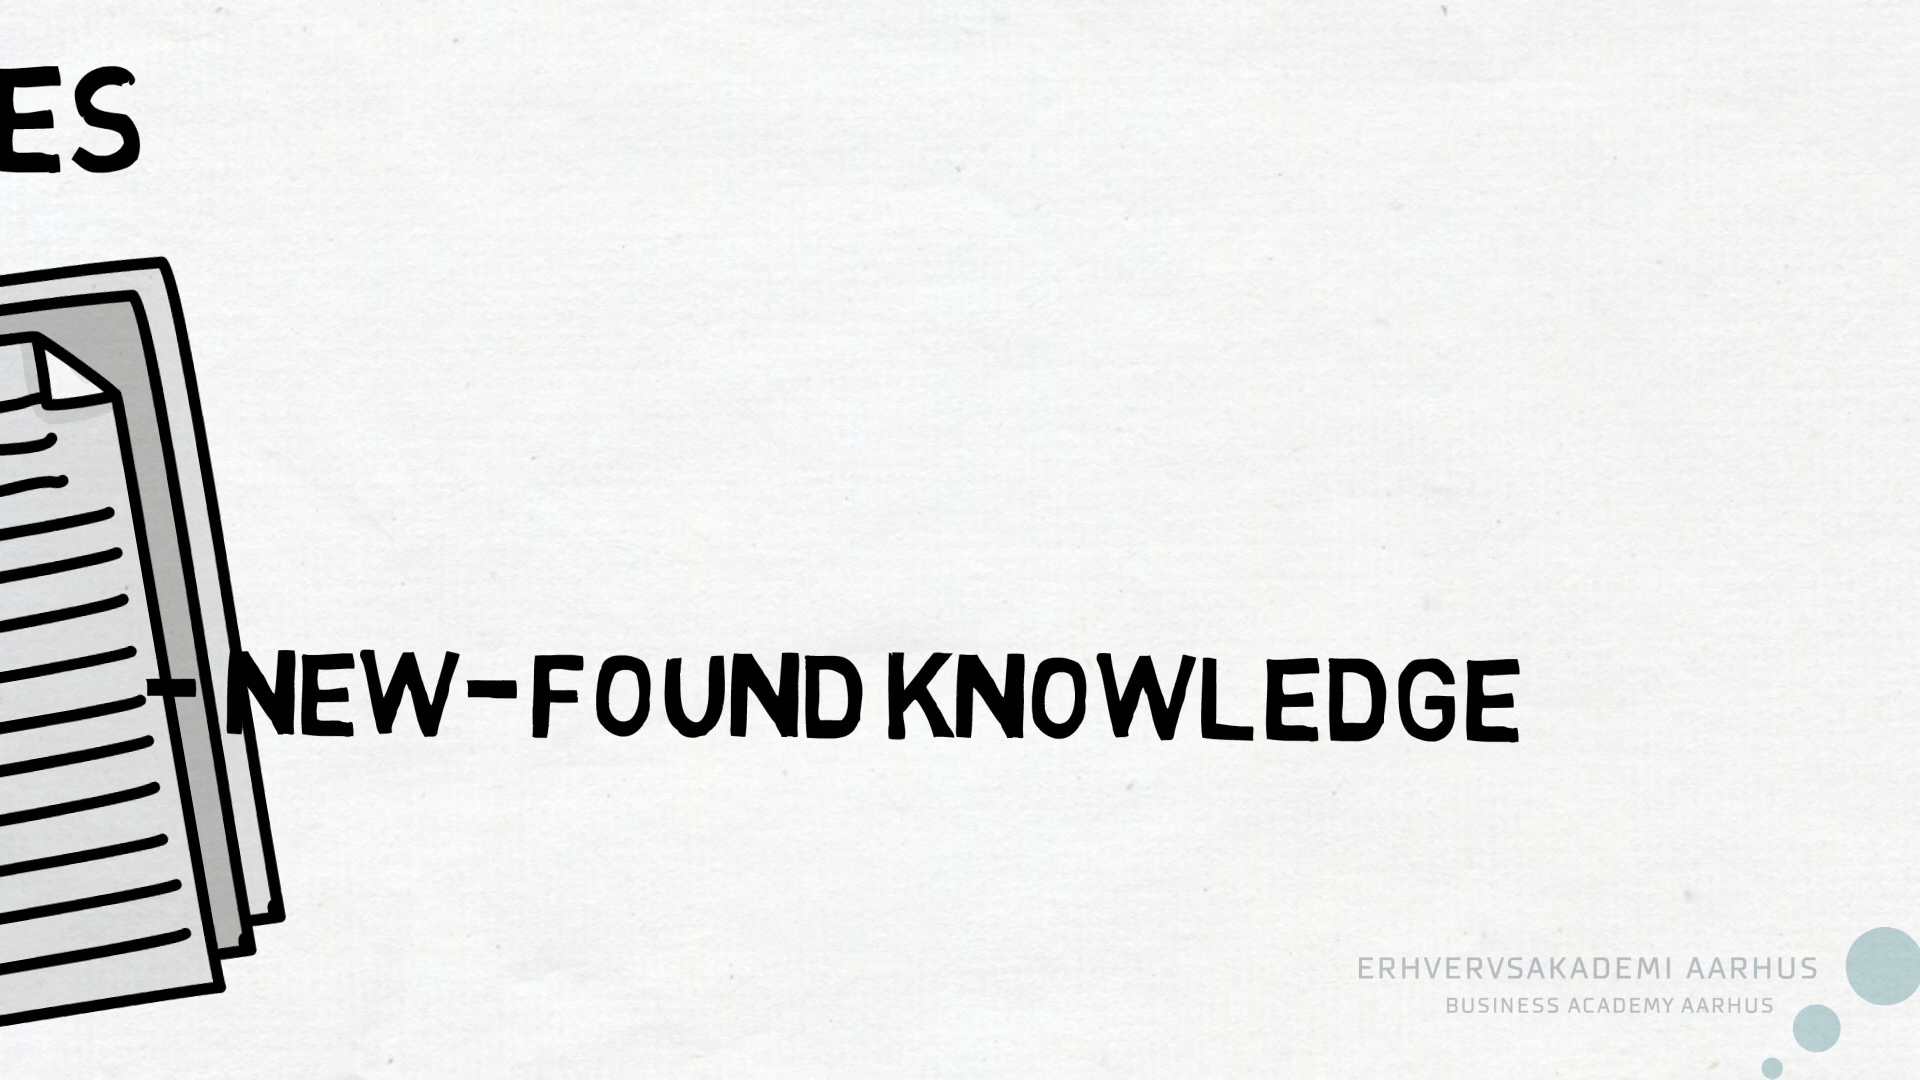 ES
- NEW-FOUND KNOWLEDGE
ERHVERVSAKADEMI AARHUS
BUSINESS ACADEMY AARHUS